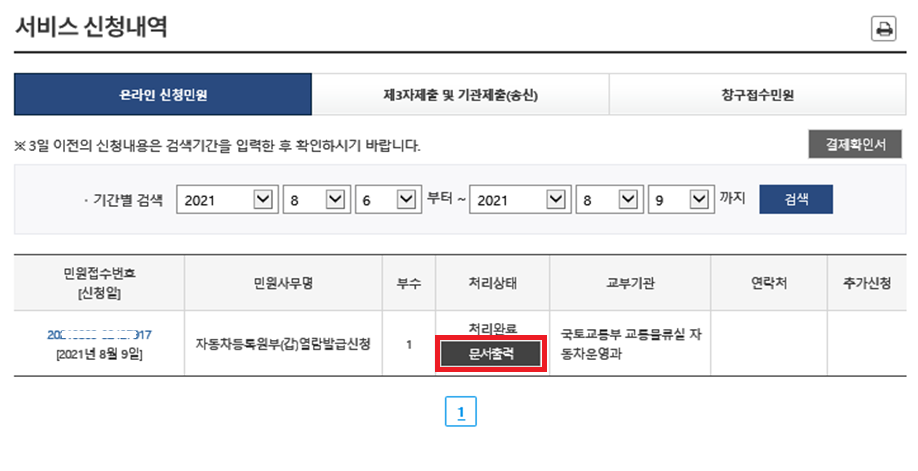 서비스 신청내역
온라인 신청민원 제3자제출 및 기관제출(송신) 창구접수민원
※ 3일 이전의 신청내용은 검색기간을 입력한 후 확인하시기 바랍니다. 결제확인서
· 기간별 검색 2021 8 6 부터 ~ 2021 8 9 까지 검색
민원접수번호
[신청일] 민원사무명 부수 처리상태 교부기관 연락처 추가신청
[2021년 8월 9일] 자동차등록원부(갑)열람발급신청 1 처리완료
문서출력
국토교통부 교통물류실 자
동차운영과
1